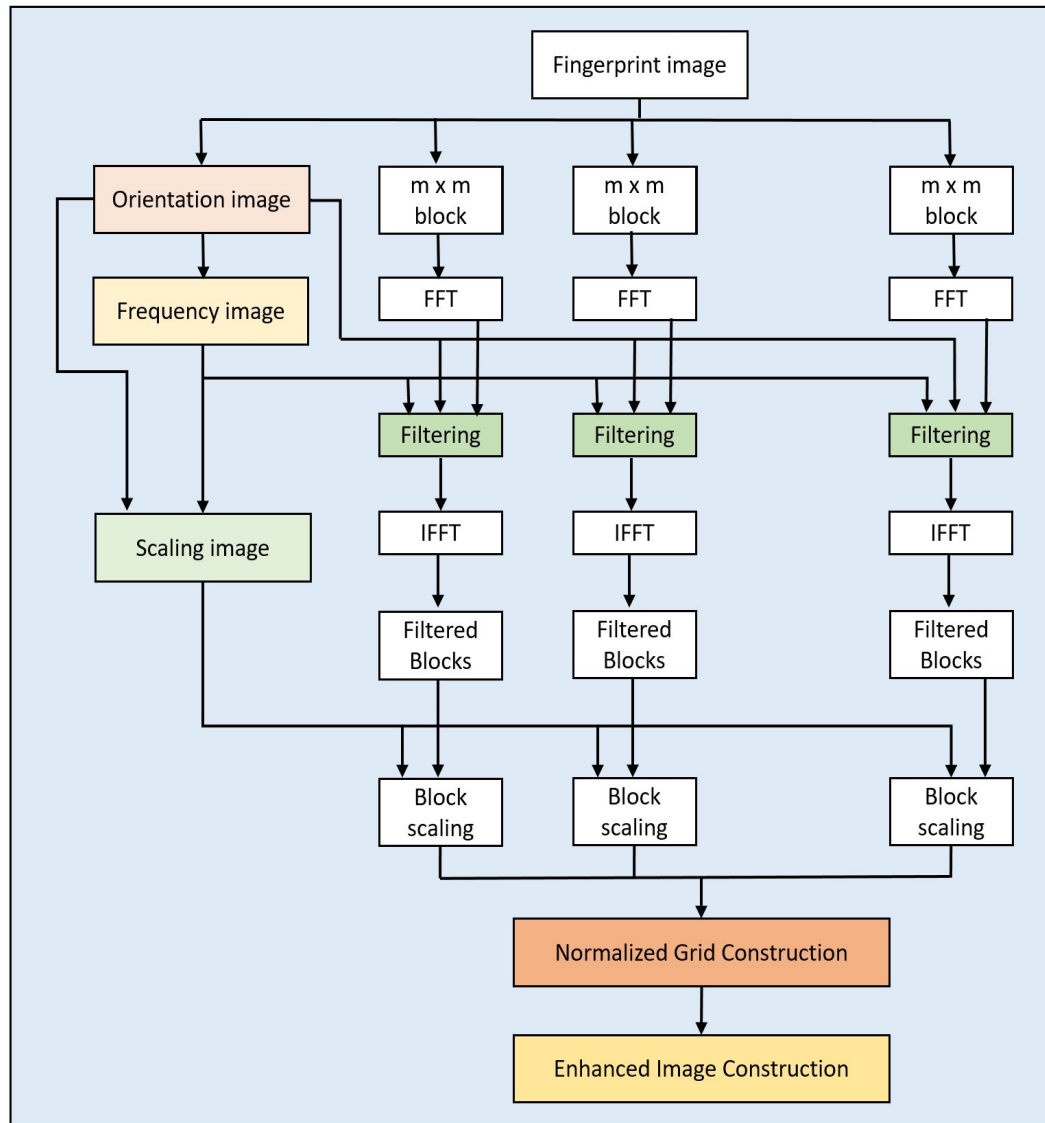 Fingerprint image
Orientation image
m x m
block
m x m
block
m x m
block
Frequency image
FFT
FFT
FFT
Filtering
Filtering
Filtering
Scaling image
IFFT
IFFT
IFFT
Filtered
Blocks
Filtered
Blocks
Filtered
Blocks
Block
scaling
Block
scaling
Block
scaling
Normalized Grid Construction
Enhanced Image Construction